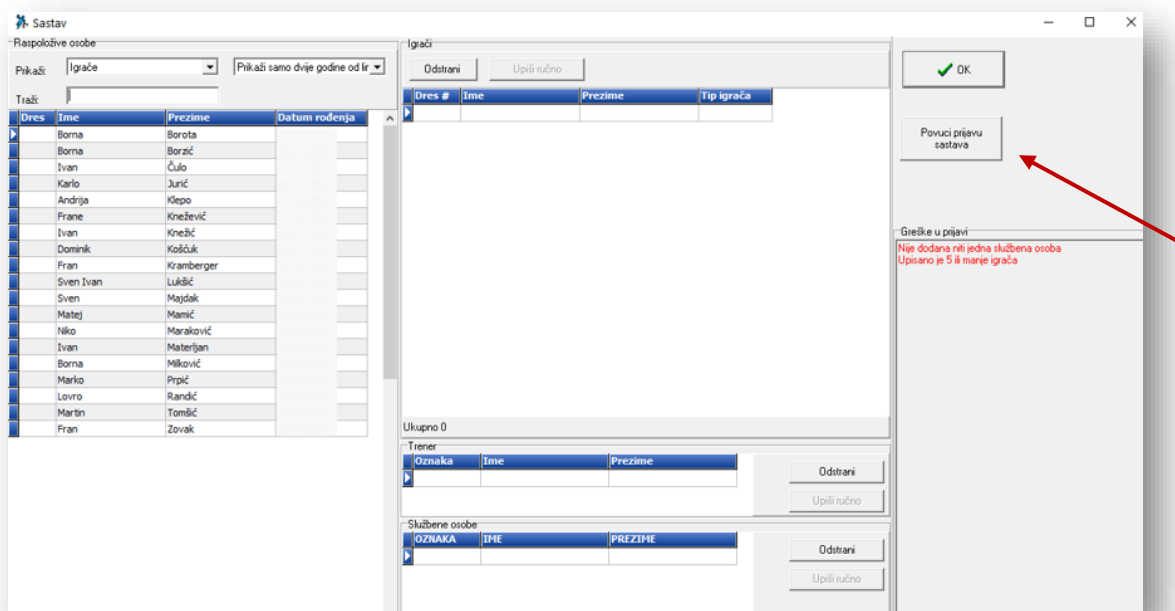 Sastav
Raspoložive osobe
Prikaži: Igrače Prikaži samo dvije godine od lir
Traži:
Dres Ime Prezime Datum rođenja
Borna Borota
Borna Borzić
Ivan Čulo
Karlo Jurić
Andrija Klepo
Frane Knežević
Ivan Knežić
Dominik Košćuk
Fran Kramberger
Sven Ivan Lukšić
Sven Majdak
Matej Mamić
Niko Maraković
Ivan Materljan
Borna Milković
Marko Prpić
Lovro Randić
Martin Tomšić
Fran Zovak
Igrači
Odstrani Upiši ručno
Dres # Ime Prezime Tip igrača
Ukupno 0
Trener
Oznaka Ime Prezime
Odstrani
Upiši ručno
Službene osobe
OZNAKA IME PREZIME
Odstrani
Upiši ručno
OK
Povuci prijavu
sastava
Greške u prijavi
Nije dodana niti jedna službena osoba
Upisano je 5 ili manje igrača